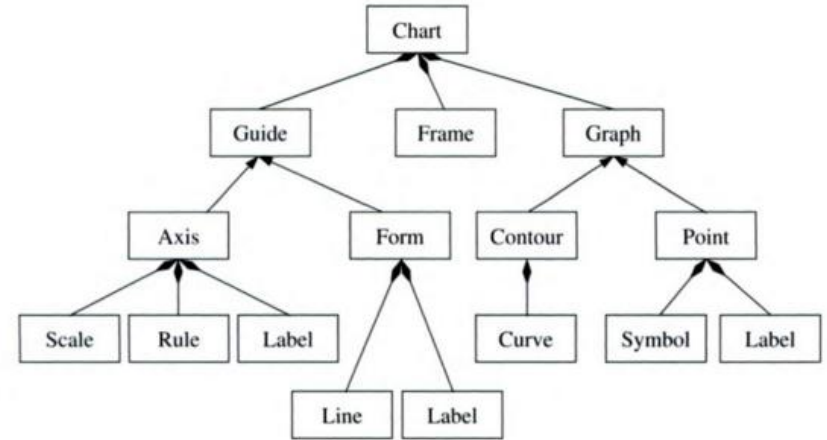 Chart
Guide
Frame
Graph
Axis
Form
Contour
Point
Scale
Rule
Label
Curve
Symbol
Label
Line
Label